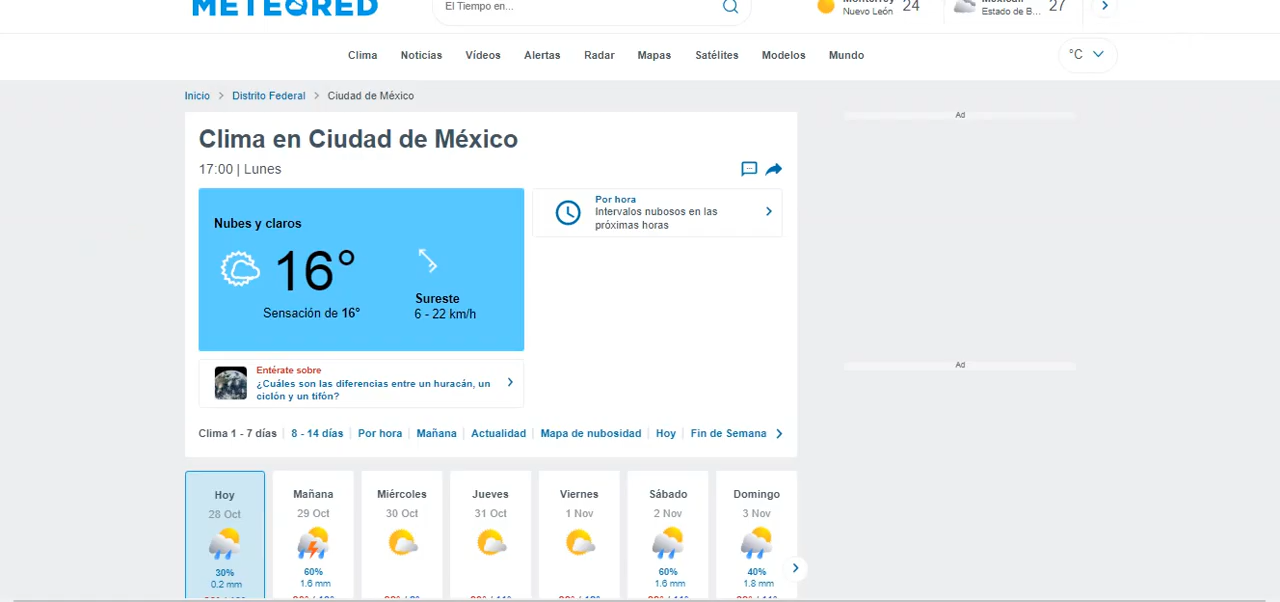 METEORED
El Tiempo en...
Monterrey
Nuevo León
24
Mexicali
Estado de B...
27
Clima Noticias Vídeos Alertas Radar Mapas Satélites Modelos Mundo
°C
Inicio > Distrito Federal > Ciudad de México
Ad
Clima en Ciudad de México
17:00 | Lunes
Nubes y claros
16°
Sensación de 16°
Sureste
6 - 22 km/h
Por hora
Intervalos nubosos en las
próximas horas
Entérate sobre
¿Cuáles son las diferencias entre un huracán, un
ciclón y un tifón?
Ad
Clima 1 - 7 días | 8 - 14 días | Por hora | Mañana | Actualidad | Mapa de nubosidad | Hoy | Fin de Semana
Hoy Mañana Miércoles Jueves Viernes Sábado Domingo
28 Oct 29 Oct 30 Oct 31 Oct 1 Nov 2 Nov 3 Nov
30% 60% 60% 40%
0.2 mm 1.6 mm 1.6 mm 1.8 mm